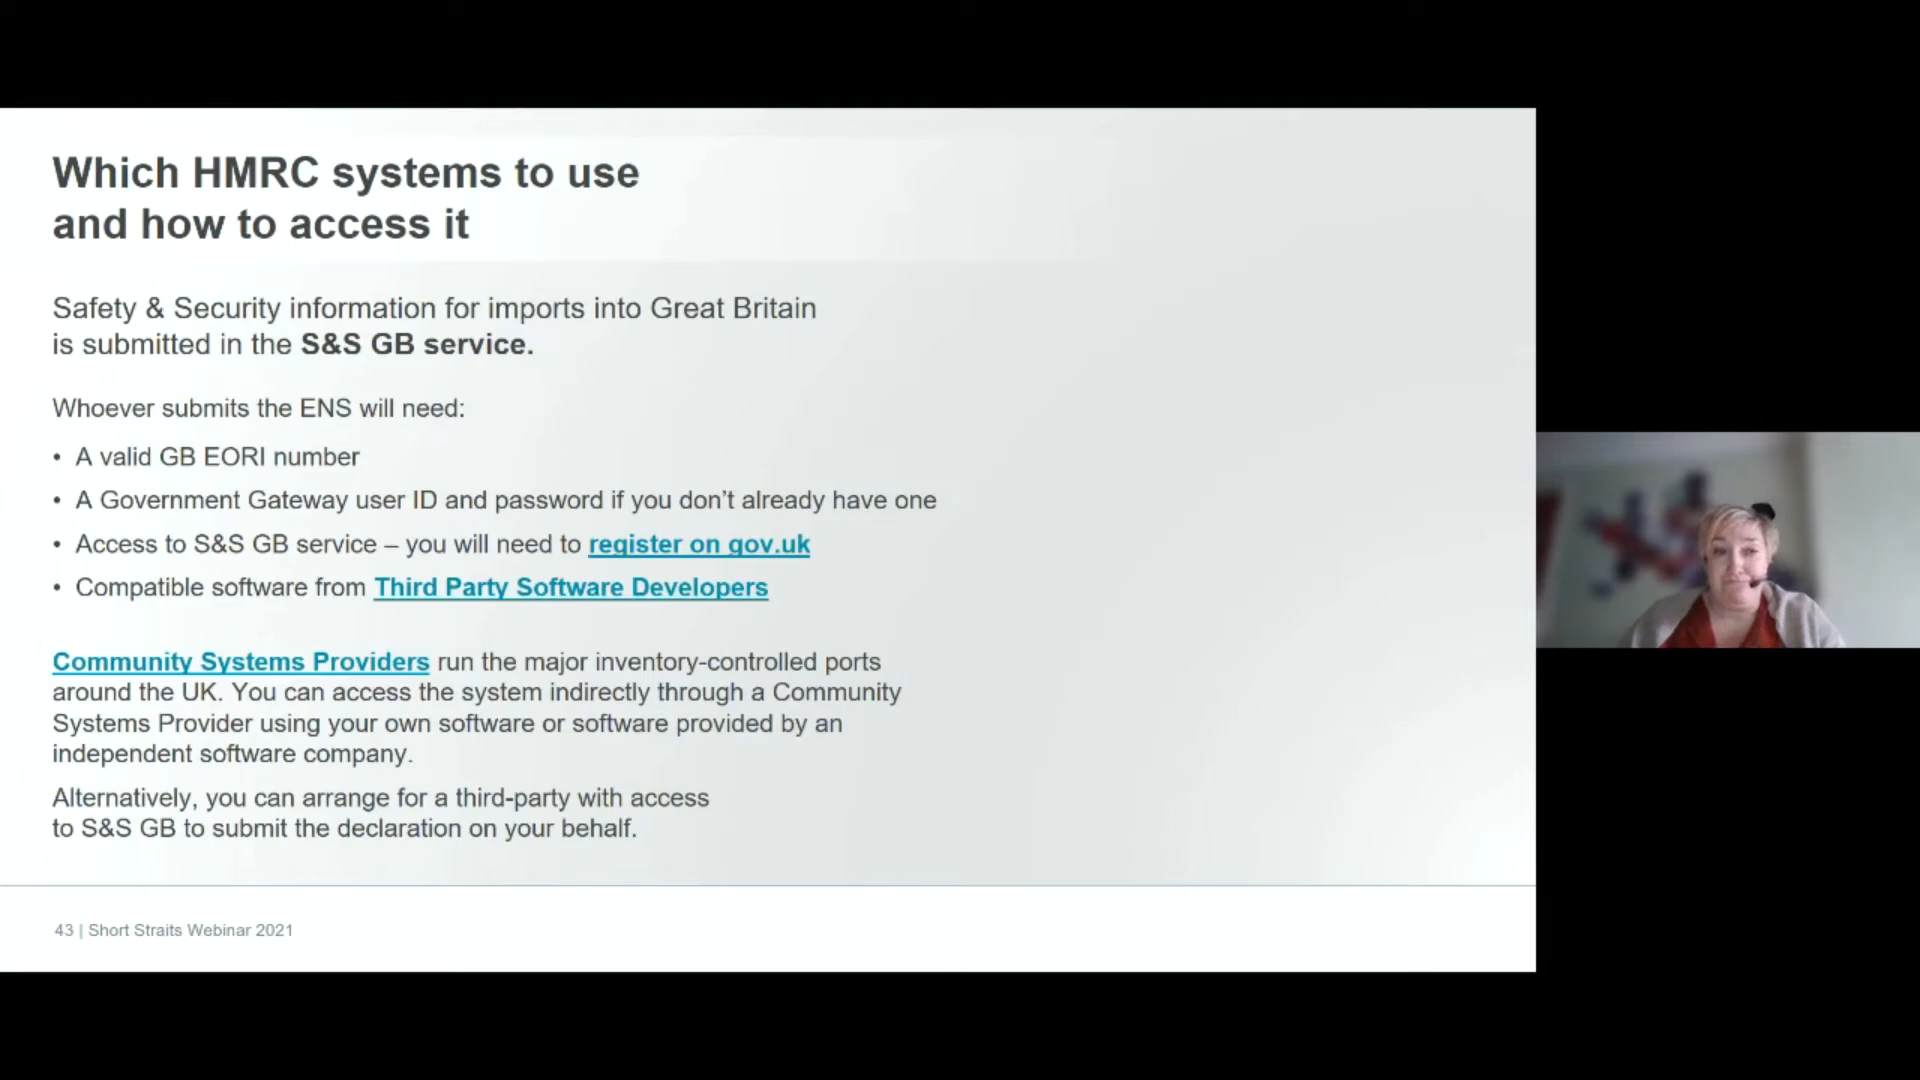 Which HMRC systems to use
and how to access it
Safety & Security information for imports into Great Britain
is submitted in the S&S GB service.
Whoever submits the ENS will need:
• A valid GB EORI number
• A Government Gateway user ID and password if you don’t already have one
• Access to S&S GB service – you will need to register on gov.uk
• Compatible software from Third Party Software Developers
Community Systems Providers run the major inventory-controlled ports
around the UK. You can access the system indirectly through a Community
Systems Provider using your own software or software provided by an
independent software company.
Alternatively, you can arrange for a third-party with access
to S&S GB to submit the declaration on your behalf.
43 | Short Straits Webinar 2021